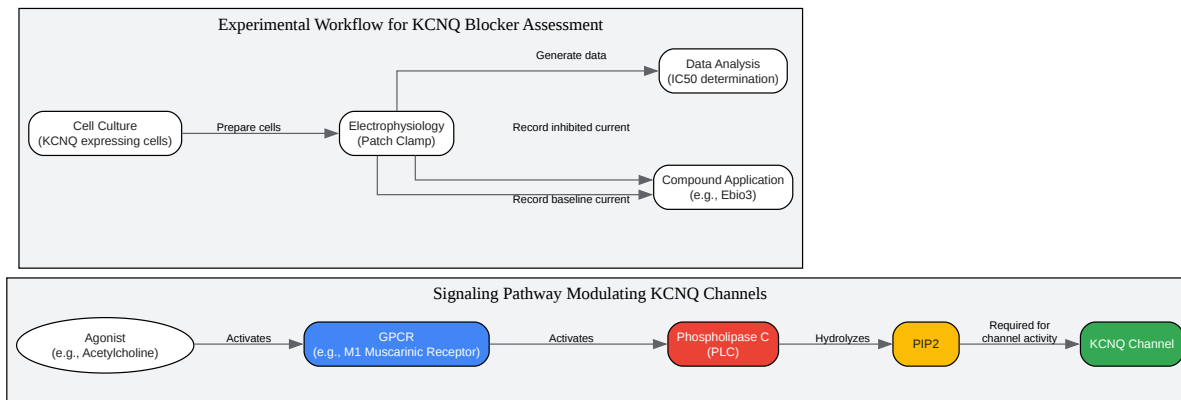 Experimental Workflow for KCNQ Blocker Assessment
Generate data
Data Analysis
(IC50 determination)
Cell Culture
(KCNQ expressing cells)
Prepare cells
Electrophysiology
(Patch Clamp)
Record inhibited current
Compound Application
(e.g., Ebio3)
Record baseline current
Signaling Pathway Modulating KCNQ Channels
Agonist
(e.g., Acetylcholine)
Activates
GPCR
(e.g., M1 Muscarinic Receptor)
Activates
Phospholipase C
(PLC)
Hydrolyzes
PIP2
Required for
channel activity
KCNQ Channel